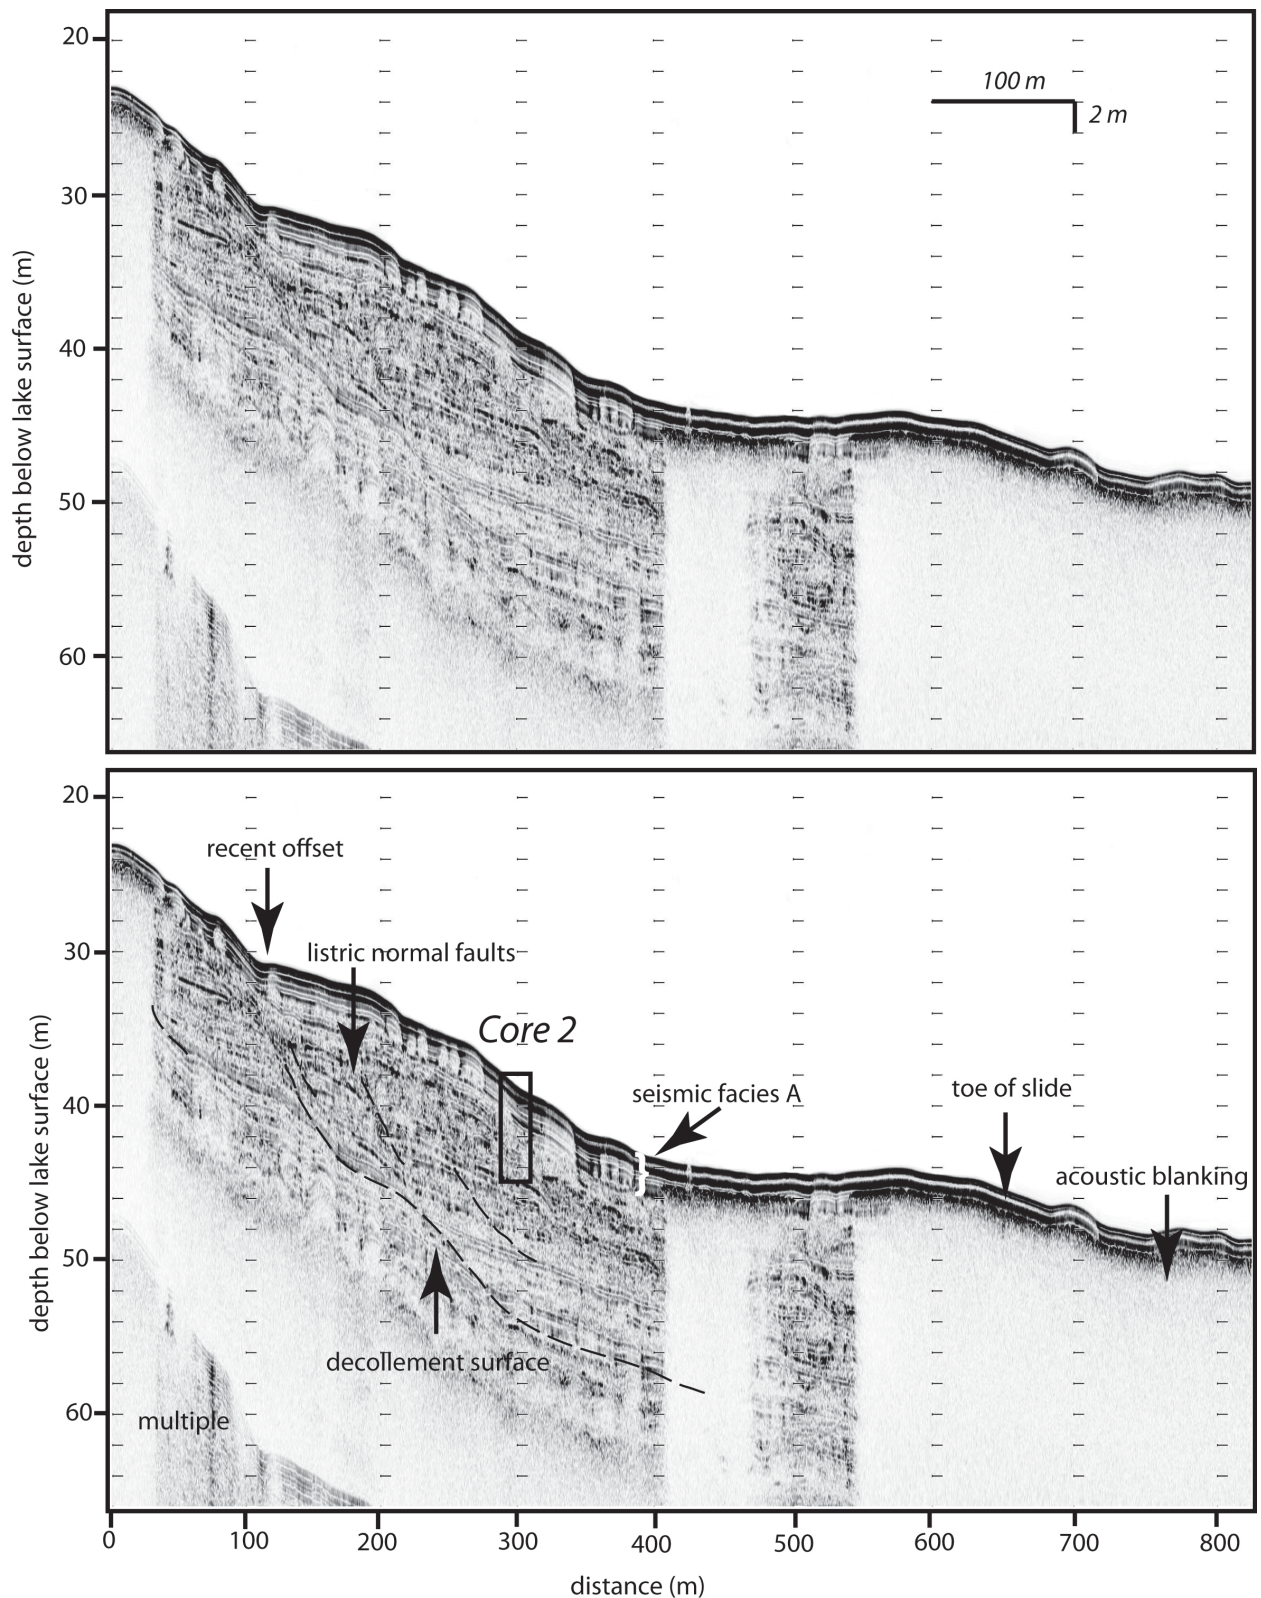 20
30
40
50
60
depth below lake surface (m)
100 m
2 m
20
30
40
50
60
depth below lake surface (m)
recent offset
listric normal faults
Core 2
seismic facies A
toe of slide
acoustic blanking
decollement surface
multiple
0 100 200 300 400 500 600 700 800
distance (m)